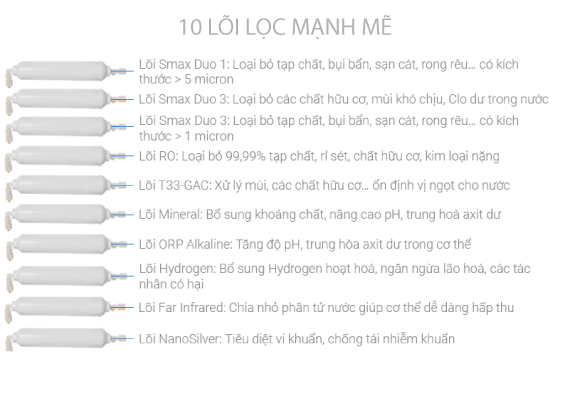 10 LÕI LỌC MẠNH MẼ
Lõi Smax Duo 1: Loại bỏ tạp chất, bụi bẩn, sạn cát, rong rêu... có kích
thước > 5 micron
Lõi Smax Duo 3: Loại bỏ các chất hữu cơ, mùi khó chịu, Clo dư trong nước
Lõi Smax Duo 3: Loại bỏ tạp chất, bụi bẩn, sạn cát, rong rêu... có kích
thước > 1 micron
Lõi RO: Loại bỏ 99,99% tạp chất, rỉ sét, chất hữu cơ, kim loại nặng
Lõi T33-GAC: Xử lý mùi, các chất hữu cơ... ổn định vị ngọt cho nước
Lõi Mineral: Bổ sung khoáng chất, nâng cao pH, trung hoà axit dư
Lõi ORP Alkaline: Tăng độ pH, trung hòa axit dư trong cơ thể
Lõi Hydrogen: Bổ sung Hydrogen hoạt hoá, ngăn ngừa lão hoá, các tác
nhân có hại
Lõi Far Infrared: Chia nhỏ phân tử nước giúp cơ thể dễ dàng hấp thu
Lõi NanoSilver: Tiêu diệt vi khuẩn, chống tái nhiễm khuẩn